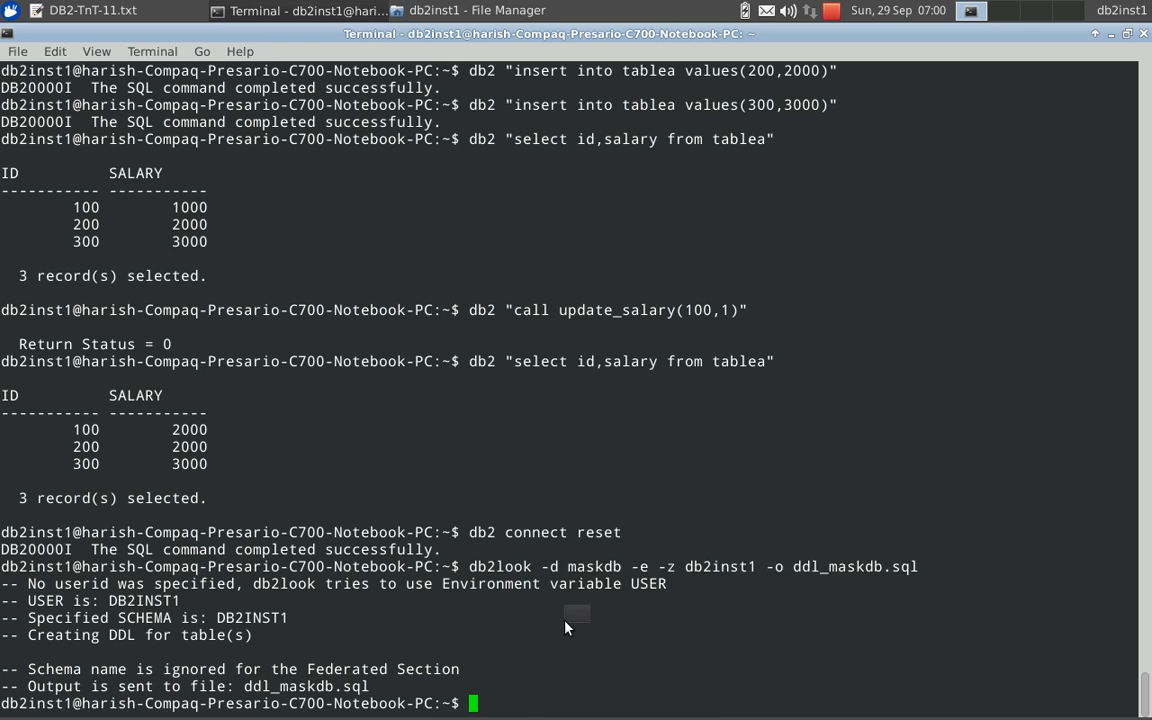 DB2-TnT-11.txt
Terminal - db2inst1@hari...
db2inst1 - File Manager
Sun, 29 Sep 07:00
db2inst1
Terminal - db2inst1@harish-Compaq-Presario-C700-Notebook-PC: ~
File Edit View Terminal Go Help
db2inst1@harish-Compaq-Presario-C700-Notebook-PC:~$ db2 "insert into tablea values(200,2000)"
DB20000I  The SQL command completed successfully.
db2inst1@harish-Compaq-Presario-C700-Notebook-PC:~$ db2 "insert into tablea values(300,3000)"
DB20000I  The SQL command completed successfully.
db2inst1@harish-Compaq-Presario-C700-Notebook-PC:~$ db2 "select id,salary from tablea"
ID          SALARY
----------- -----------
        100        1000
        200        2000
        300        3000
  3 record(s) selected.
db2inst1@harish-Compaq-Presario-C700-Notebook-PC:~$ db2 "call update_salary(100,1)"
  Return Status = 0
db2inst1@harish-Compaq-Presario-C700-Notebook-PC:~$ db2 "select id,salary from tablea"
ID          SALARY
----------- -----------
        100        2000
        200        2000
        300        3000
  3 record(s) selected.
db2inst1@harish-Compaq-Presario-C700-Notebook-PC:~$ db2 connect reset
DB20000I  The SQL command completed successfully.
db2inst1@harish-Compaq-Presario-C700-Notebook-PC:~$ db2look -d maskdb -e -z db2inst1 -o ddl_maskdb.sql
-- No userid was specified, db2look tries to use Environment variable USER
-- USER is: DB2INST1
-- Specified SCHEMA is: DB2INST1
-- Creating DDL for table(s)
-- Schema name is ignored for the Federated Section
-- Output is sent to file: ddl_maskdb.sql
db2inst1@harish-Compaq-Presario-C700-Notebook-PC:~$